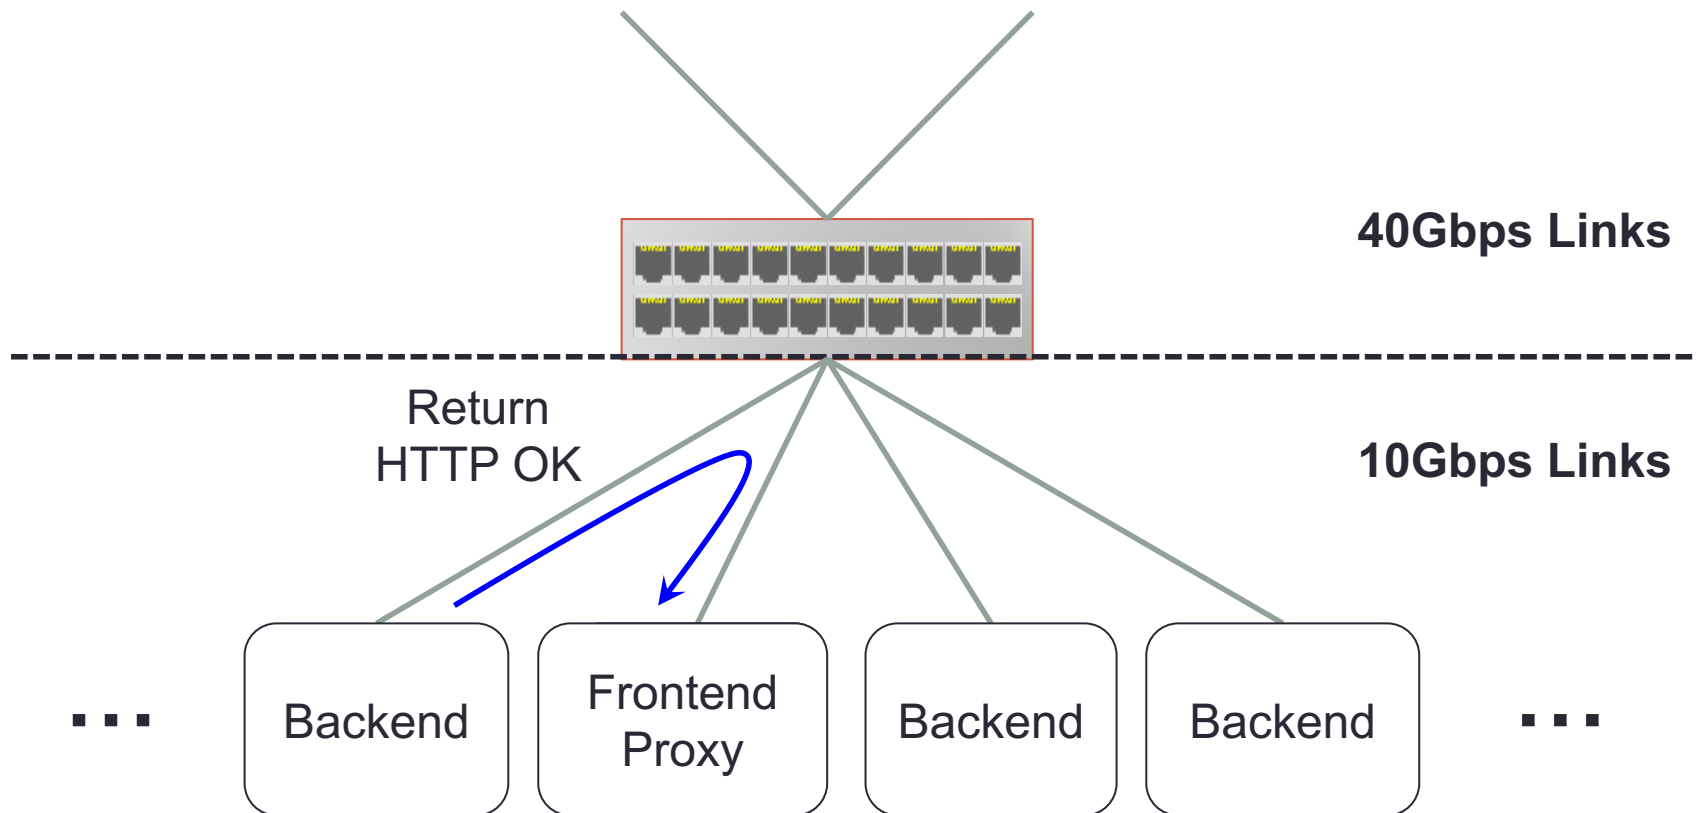 40Gbps Links
Return
HTTP OK
10Gbps Links
...
Backend
Frontend
Proxy
Backend
Backend
...